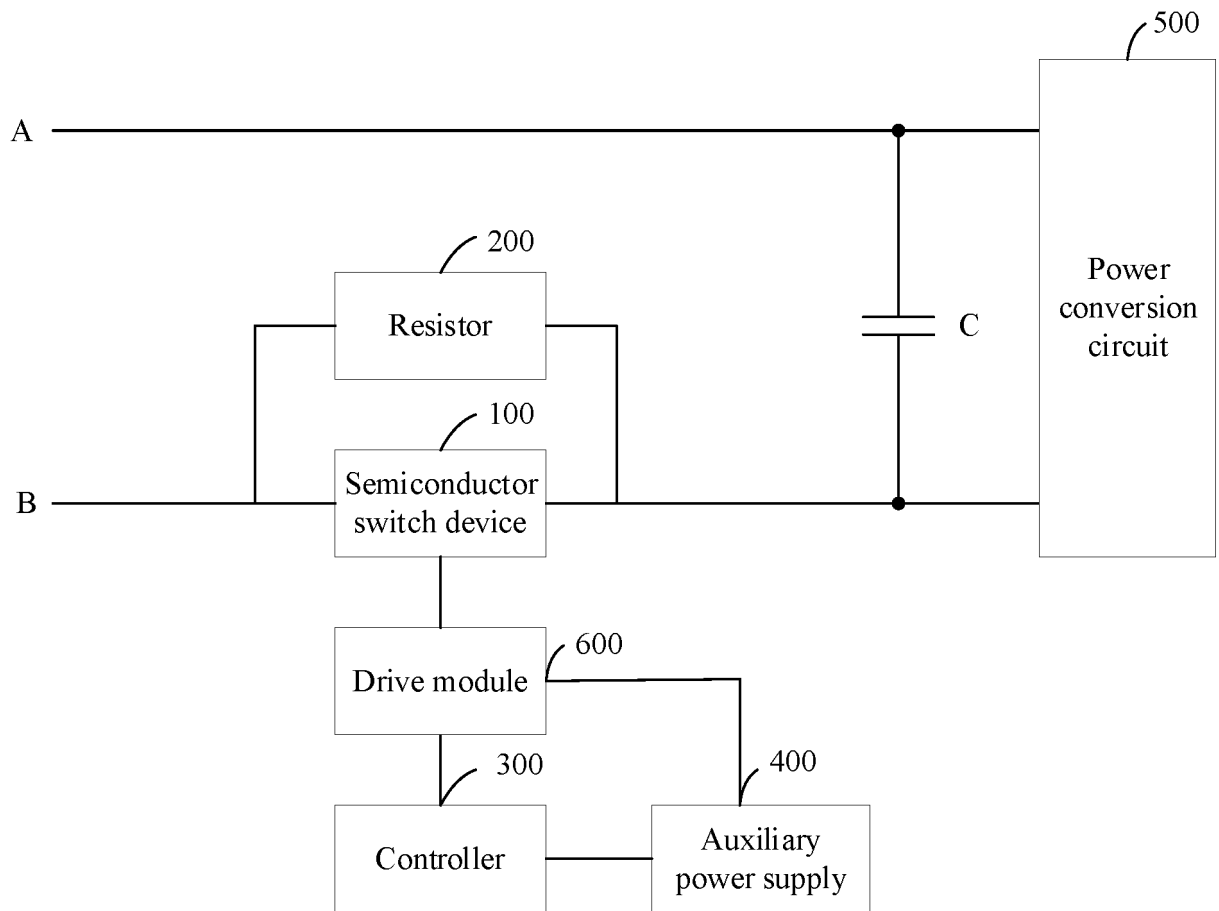 500
A
200
Resistor
Power
conversion
circuit
C
100
B
Semiconductor
switch device
600
Drive module
300
400
Controller
Auxiliary
power supply